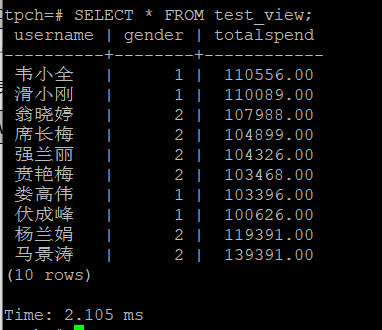 tpch=# SELECT * FROM test_view;
username | gender | totalspend
----------+--------+------------
韦小全 | 1 | 110556.00
滑小刚 | 1 | 110089.00
翁晓婷 | 2 | 107988.00
席长梅 | 2 | 104899.00
强兰丽 | 2 | 104326.00
贲艳梅 | 2 | 103468.00
娄高伟 | 1 | 103396.00
伏成峰 | 1 | 100626.00
杨兰娟 | 2 | 119391.00
马景涛 | 2 | 139391.00
(10 rows)
Time: 2.105 ms